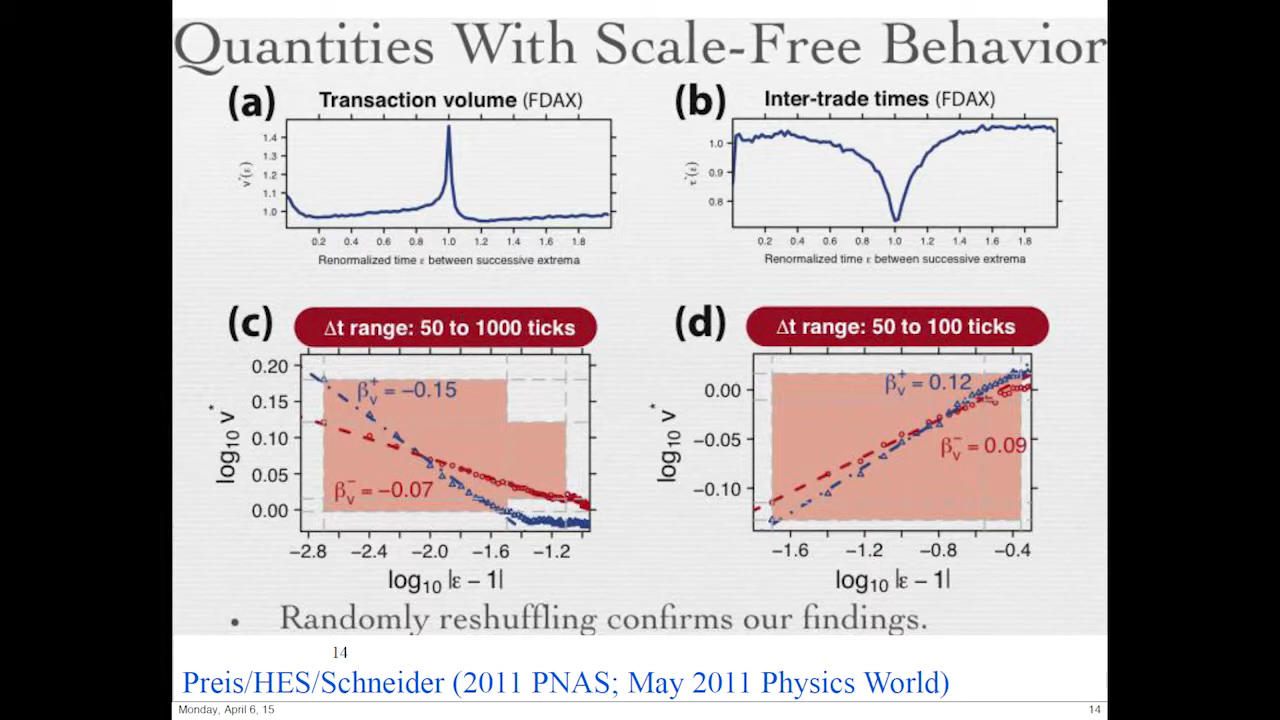 Quantities With Scale-Free Behavior
(a) Transaction volume (FDAX)
1.4
1.3
1.2
1.1
1.0
v*(ε)
0.2 0.4 0.6 0.8 1.0 1.2 1.4 1.6 1.8
Renormalized time ε between successive extrema
(b) Inter-trade times (FDAX)
1.0
0.9
0.8
τ*(ε)
0.2 0.4 0.6 0.8 1.0 1.2 1.4 1.6 1.8
Renormalized time ε between successive extrema
(c) Δt range: 50 to 1000 ticks
0.20
0.15
0.10
0.05
0.00
log10 v*
βv+ = −0.15
βv− = −0.07
−2.8 −2.4 −2.0 −1.6 −1.2
log10 |ε − 1|
(d) Δt range: 50 to 100 ticks
0.00
−0.05
−0.10
log10 v*
βv+ = 0.12
βv− = 0.09
−1.6 −1.2 −0.8 −0.4
log10 |ε − 1|
• Randomly reshuffling confirms our findings.
14
Preis/HES/Schneider (2011 PNAS; May 2011 Physics World)
Monday, April 6, 15 14